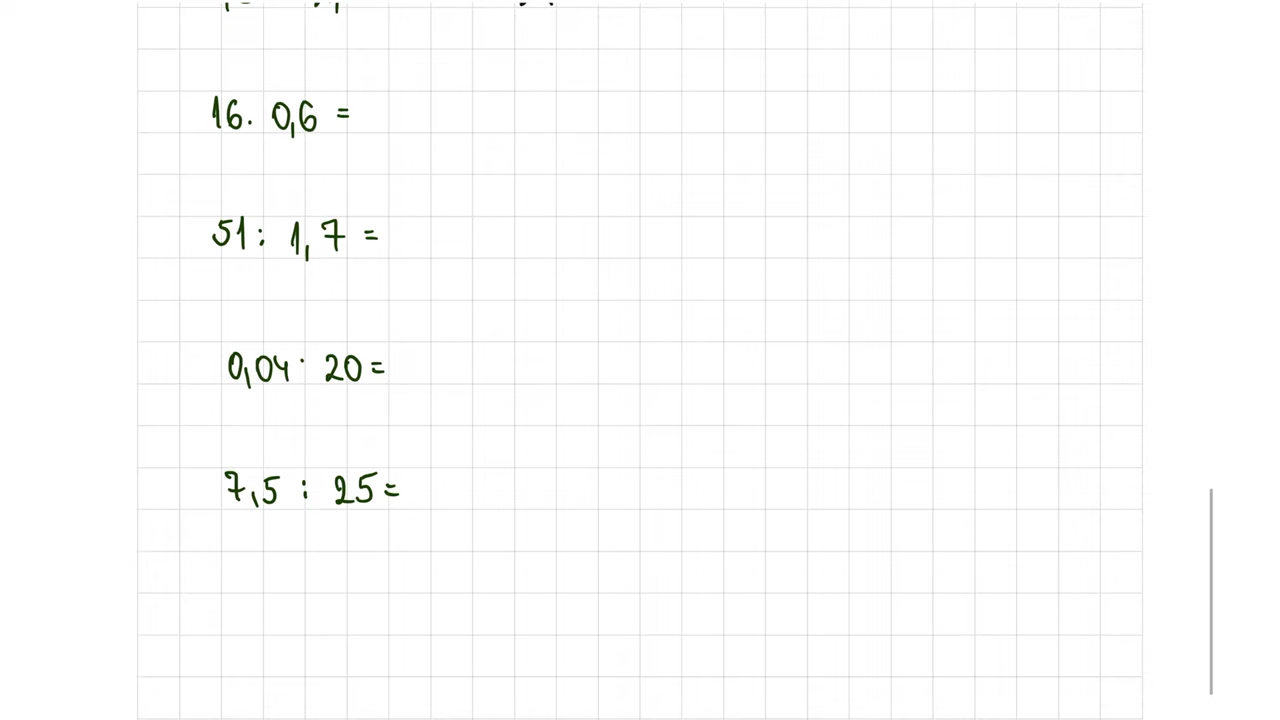 16. 0,6 =
51 : 1,7 =
0,04 · 20 =
7,5 : 25 =